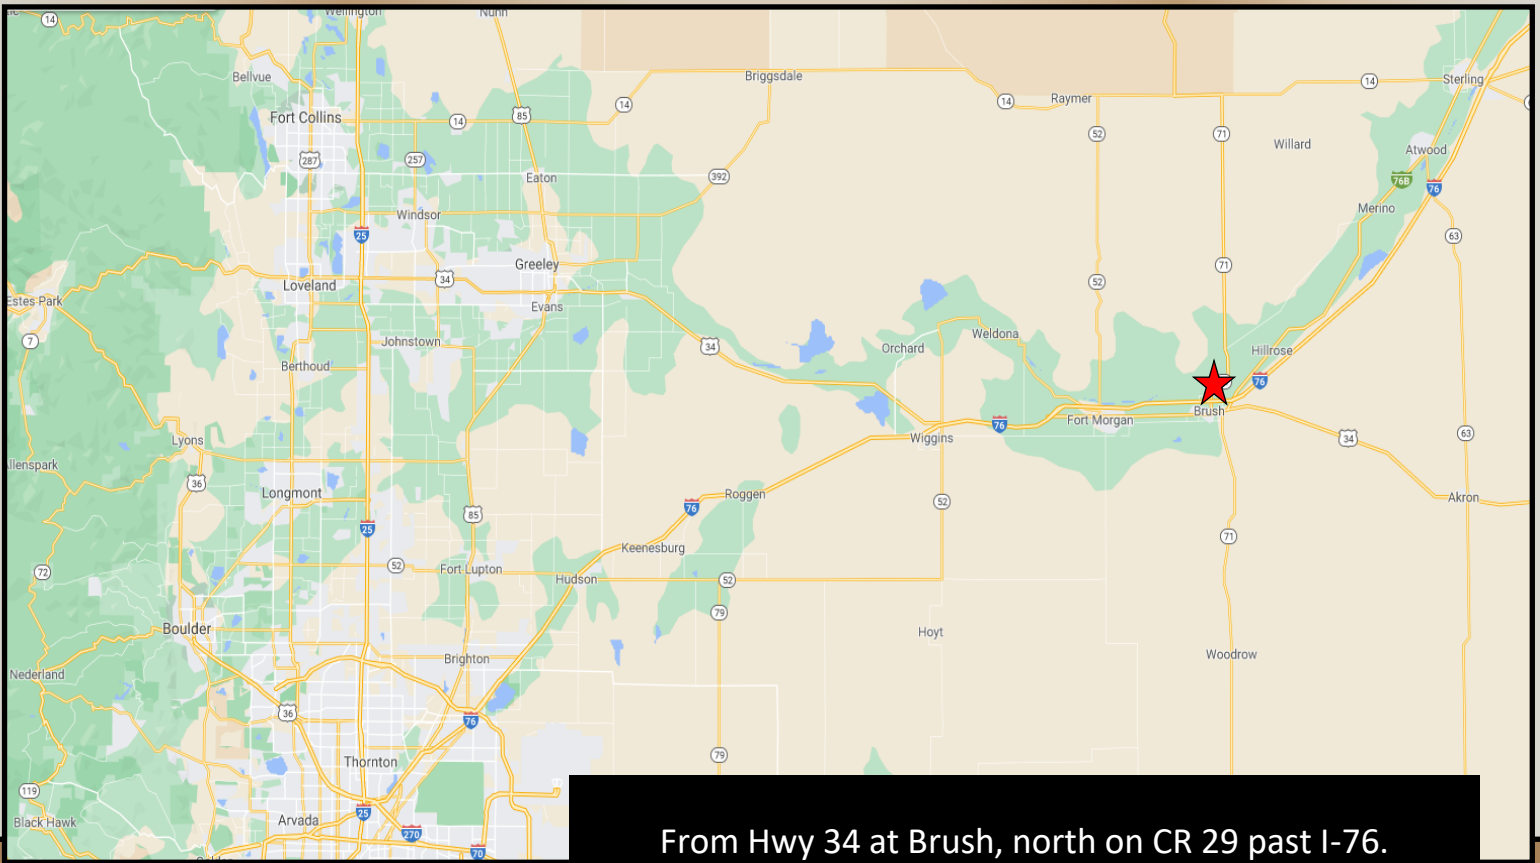 Wellington
Nunn
14
Bellvue
Briggsdale
14
Sterling
14
Raymer
Fort Collins
14
85
14
52
71
Willard
287
257
Atwood
Eaton
392
76B
76
Windsor
Merino
25
63
Greeley
71
Loveland
34
52
Estes Park
Evans
7
Johnstown
34
Orchard
Weldona
Hillrose
Berthoud
76
Brush
Fort Morgan
76
Wiggins
34
63
Lyons
Allenspark
36
Longmont
Roggen
Akron
76
52
85
25
71
Keenesburg
72
52
Fort Lupton
Hudson
52
79
Boulder
Hoyt
Brighton
Woodrow
Nederland
36
76
79
Thornton
119
25
Black Hawk
Arvada
270
70
From Hwy 34 at Brush, north on CR 29 past I-76.